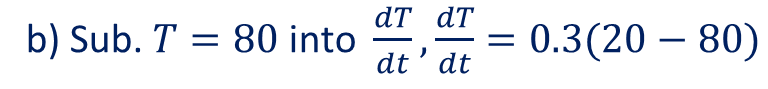 b) Sub. T = 80 into dT/dt, dT/dt = 0.3(20 − 80)